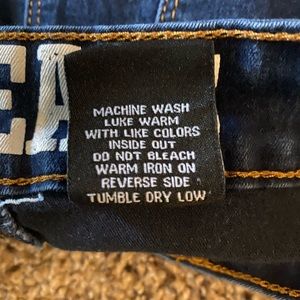 EA
MACHINE WASH
LUKE WARM
WITH LIKE COLORS
INSIDE OUT
DO NOT BLEACH
WARM IRON ON
REVERSE SIDE
TUMBLE DRY LOW